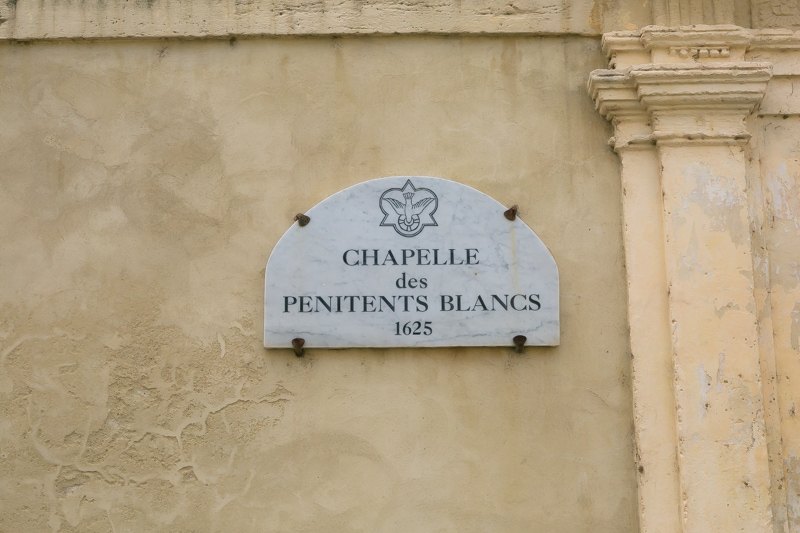 CHAPELLE
des
PENITENTS BLANCS
1625